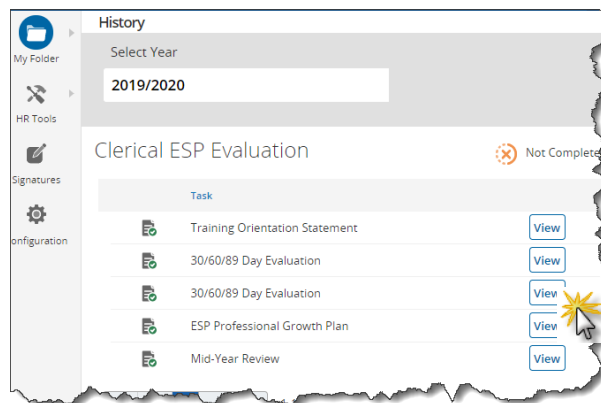 History
My Folder
Select Year
2019/2020
HR Tools
Clerical ESP Evaluation
Not Complete
Signatures
Task
onfiguration
Training Orientation Statement
View
30/60/89 Day Evaluation
View
30/60/89 Day Evaluation
View
ESP Professional Growth Plan
View
Mid-Year Review
View